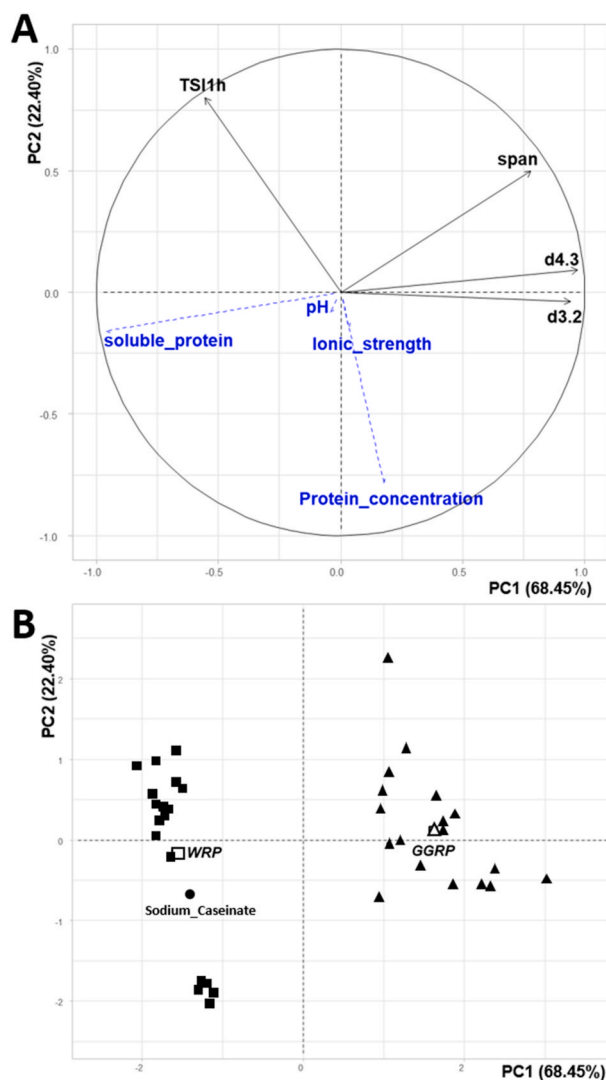 A
PC2 (22.40%)
1.0
TSI1h
0.5
span
d4.3
0.0
pH
d3.2
soluble_protein
Ionic_strength
-0.5
Protein_concentration
-1.0
-1.0
-0.5
0.0
0.5
1.0
PC1 (68.45%)
B
PC2 (22.40%)
2
1
0
WRP
GGRP
-1
Sodium_Caseinate
-2
-2
0
2
PC1 (68.45%)